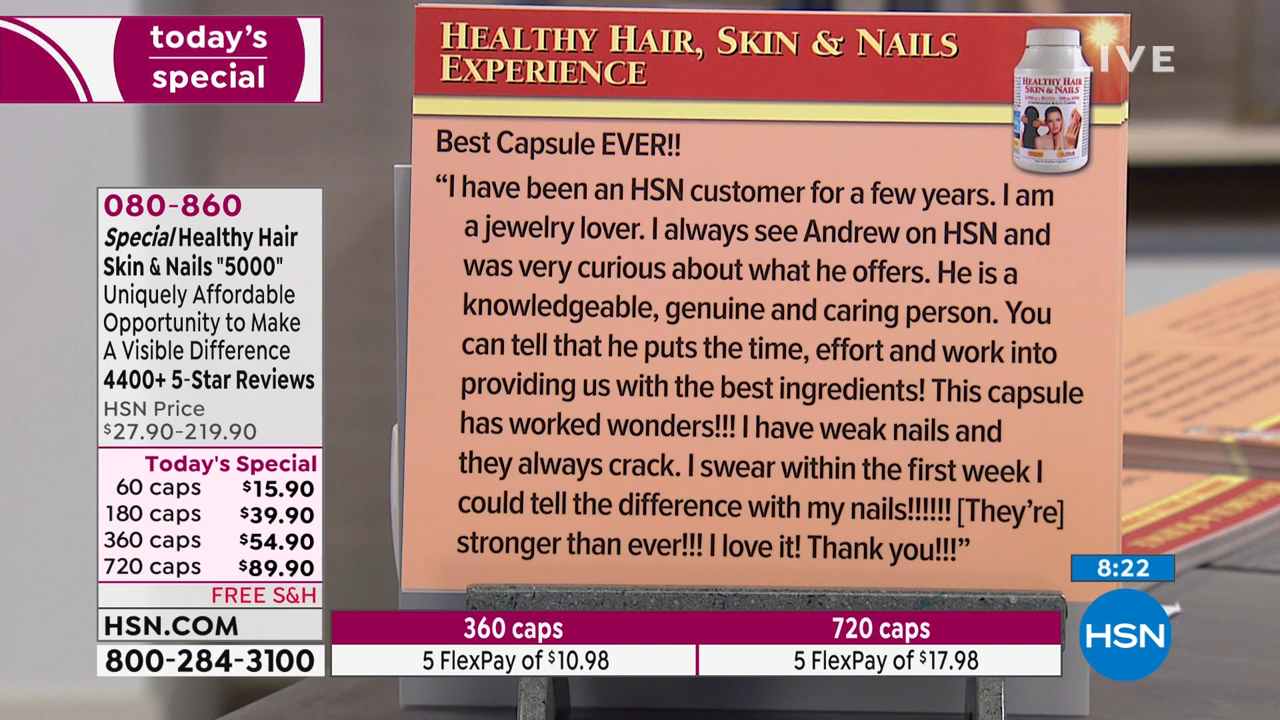 today's
special
HEALTHY HAIR, SKIN & NAILS
EXPERIENCE
LIVE
HEALTHY HAIR
SKIN & NAILS
Best Capsule EVER!!
“I have been an HSN customer for a few years. I am
a jewelry lover. I always see Andrew on HSN and
was very curious about what he offers. He is a
knowledgeable, genuine and caring person. You
can tell that he puts the time, effort and work into
providing us with the best ingredients! This capsule
has worked wonders!!! I have weak nails and
they always crack. I swear within the first week I
could tell the difference with my nails!!!!!! [They’re]
stronger than ever!!! I love it! Thank you!!!”
080-860
Special Healthy Hair
Skin & Nails "5000"
Uniquely Affordable
Opportunity to Make
A Visible Difference
4400+ 5-Star Reviews
HSN Price
$27.90-219.90
Today's Special
60 caps $15.90
180 caps $39.90
360 caps $54.90
720 caps $89.90
FREE S&H
HSN.COM
800-284-3100
360 caps 720 caps
5 FlexPay of $10.98 5 FlexPay of $17.98
8:22
HSN